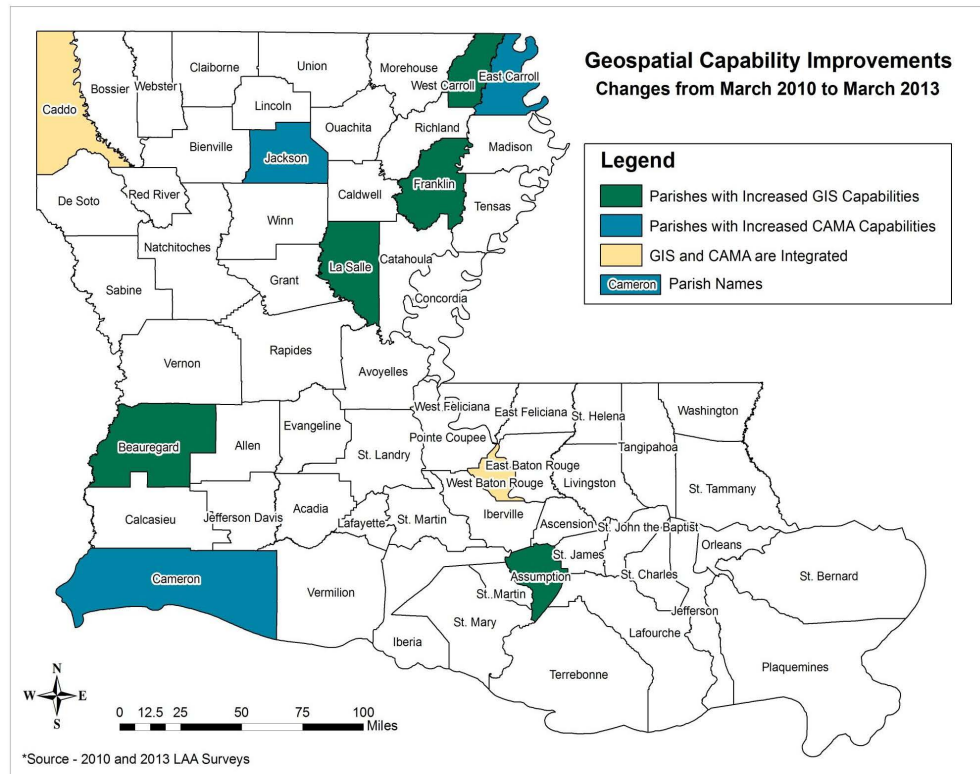 Geospatial Capability Improvements
Changes from March 2010 to March 2013
Legend
Parishes with Increased GIS Capabilities
Parishes with Increased CAMA Capabilities
GIS and CAMA are Integrated
Cameron Parish Names
Caddo
Bossier
Webster
Claiborne
Union
Morehouse
West Carroll
East Carroll
Lincoln
Ouachita
Richland
Madison
Bienville
Jackson
Franklin
De Soto
Red River
Caldwell
Tensas
Winn
Natchitoches
La Salle
Catahoula
Sabine
Grant
Concordia
Vernon
Rapides
Avoyelles
West Feliciana
East Feliciana
St. Helena
Washington
Beauregard
Allen
Evangeline
Pointe Coupee
Tangipahoa
St. Landry
East Baton Rouge
West Baton Rouge
Livingston
St. Tammany
Calcasieu
Jefferson Davis
Acadia
Lafayette
St. Martin
Iberville
Ascension
St. John the Baptist
Orleans
St. James
Cameron
Assumption
St. Charles
St. Bernard
Vermilion
St. Martin
St. Mary
Jefferson
Lafourche
Iberia
Terrebonne
Plaquemines
N
W E
S
0 12.5 25 50 75 100
Miles
*Source - 2010 and 2013 LAA Surveys